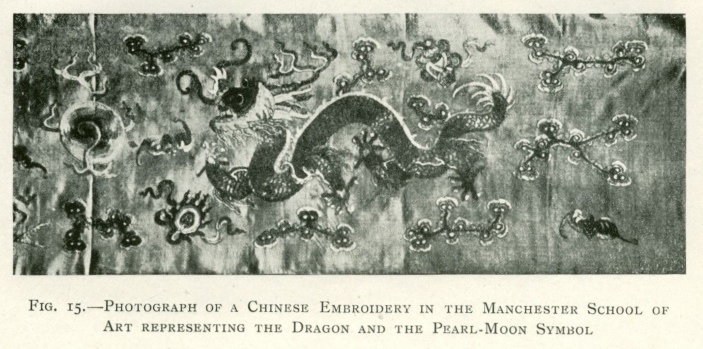 Fig. 15.—Photograph of a Chinese Embroidery in the Manchester School of
Art representing the Dragon and the Pearl-Moon Symbol